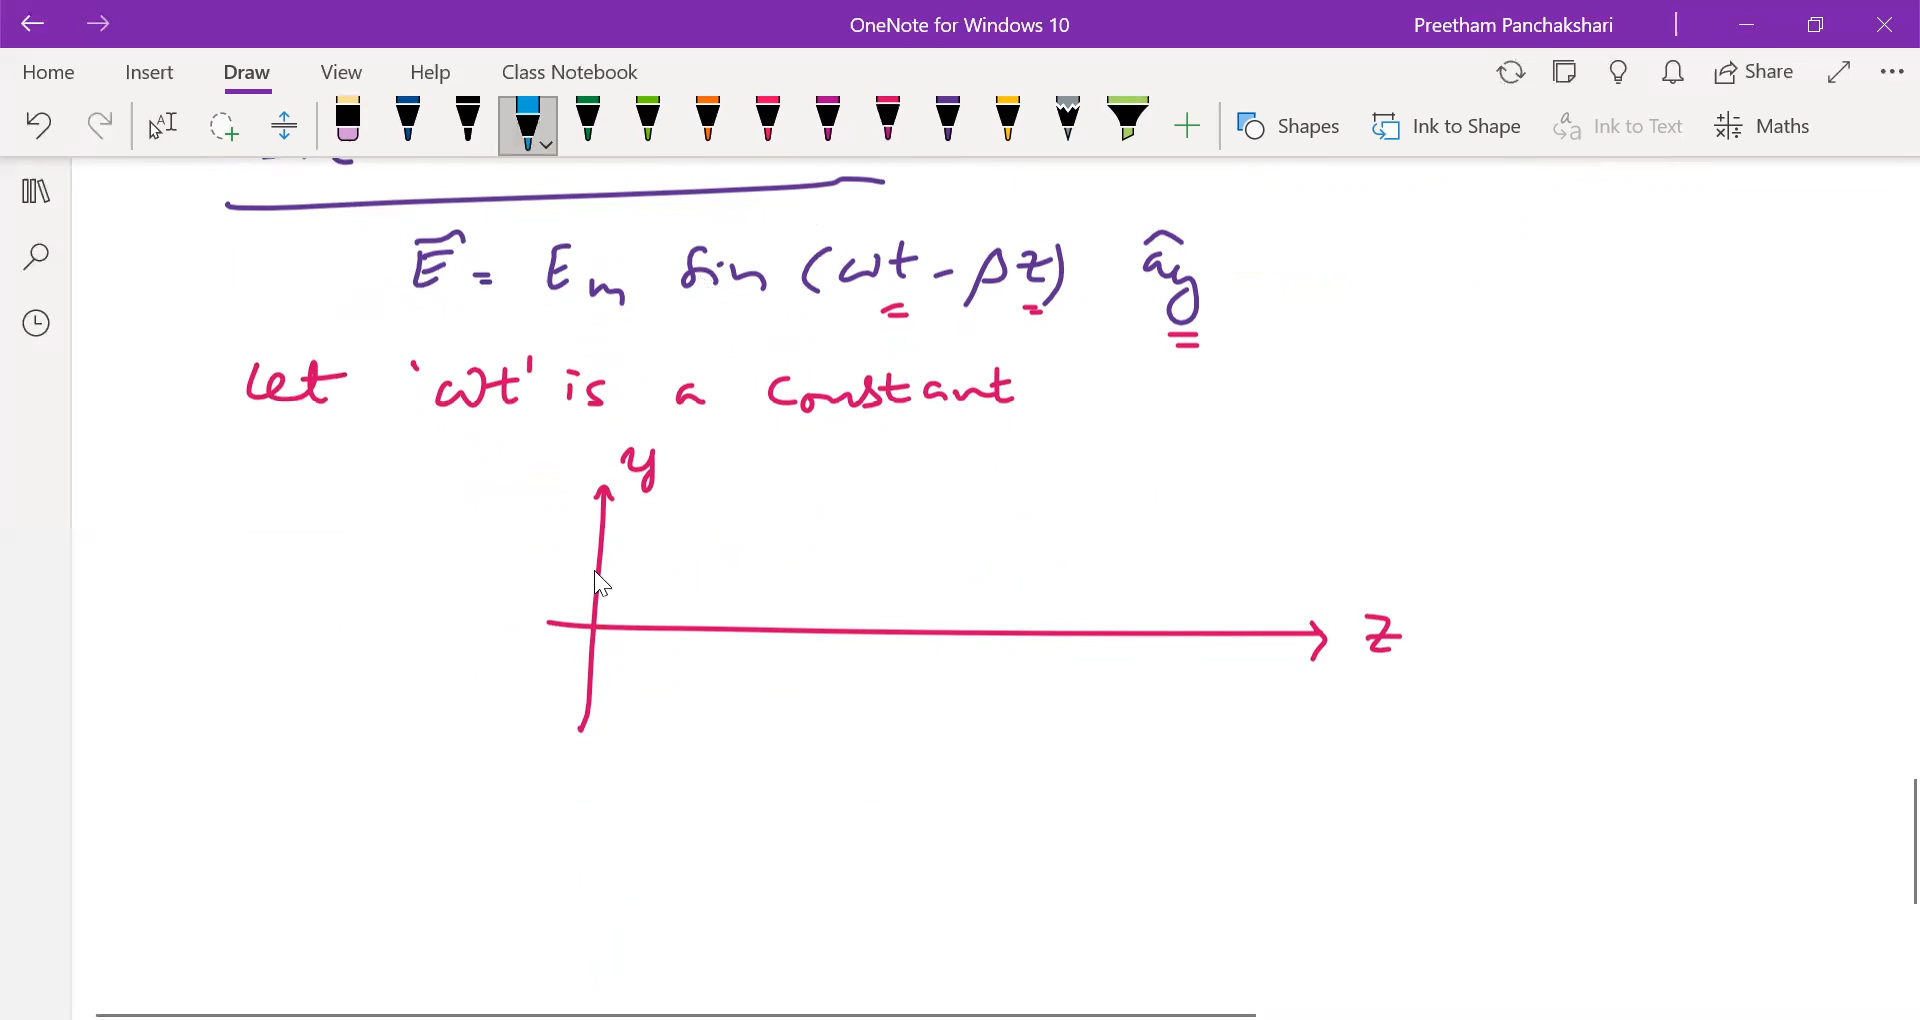 OneNote for Windows 10
Preetham Panchakshari
Home Insert Draw View Help Class Notebook Share
Shapes Ink to Shape Ink to Text Maths
E = Em sin (ωt - βz) ây
Let 'ωt' is a constant
y
z